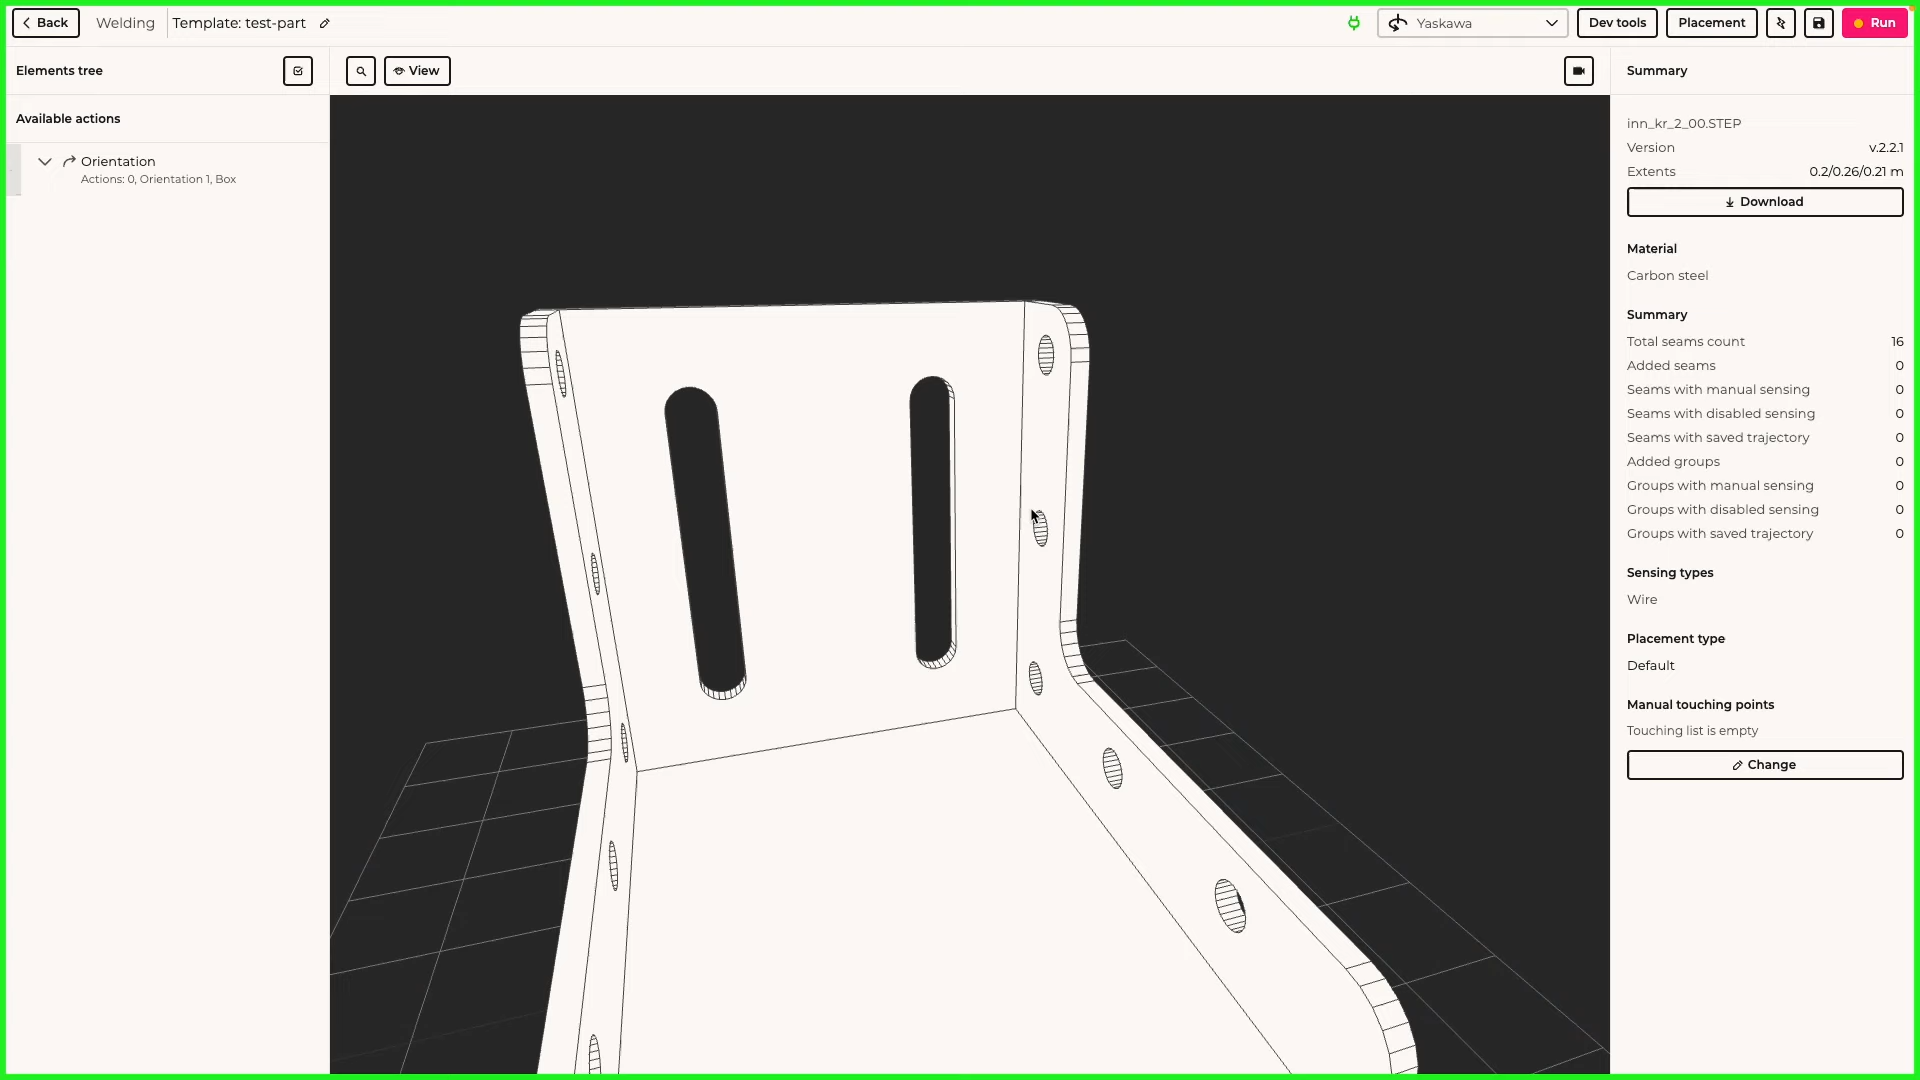 Back
Welding
Template: test-part
Yaskawa
Dev tools
Placement
Run
Elements tree
View
Summary
Available actions
Orientation
Actions: 0, Orientation 1, Box
inn_kr_2_00.STEP
Version v.2.2.1
Extents 0.2/0.26/0.21 m
Download
Material
Carbon steel
Summary
Total seams count 16
Added seams 0
Seams with manual sensing 0
Seams with disabled sensing 0
Seams with saved trajectory 0
Added groups 0
Groups with manual sensing 0
Groups with disabled sensing 0
Groups with saved trajectory 0
Sensing types
Wire
Placement type
Default
Manual touching points
Touching list is empty
Change